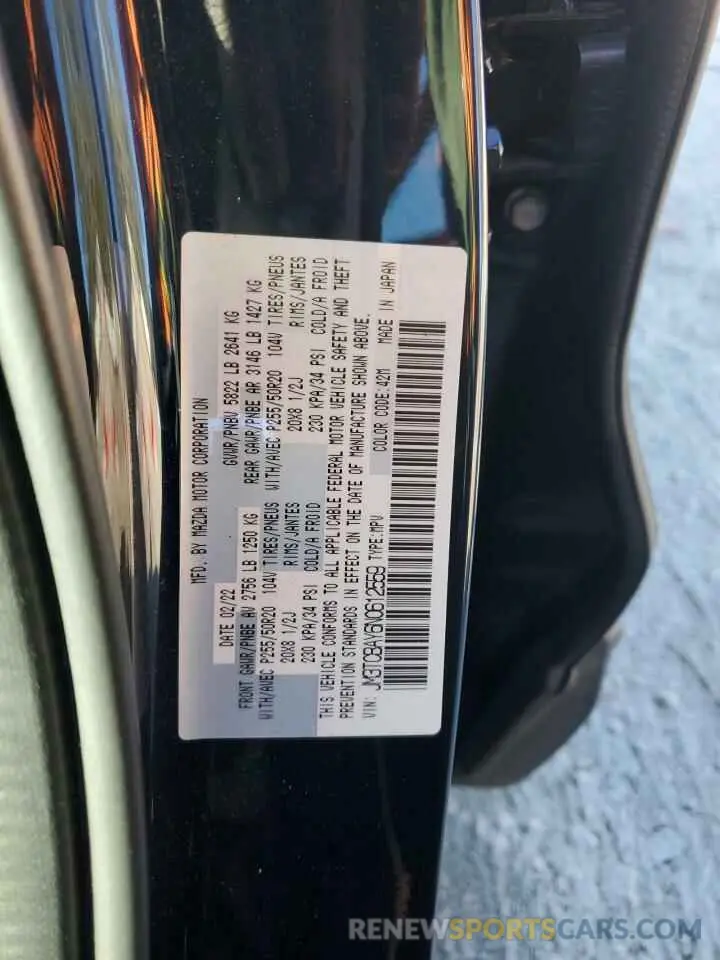 MFD. BY MAZDA MOTOR CORPORATION
DATE 02/22 GVWR/PNBV 5822 LB 2641 KG
FRONT GAWR/PNBE AV 2756 LB 1250 KG REAR GAWR/PNBE AR 3146 LB 1427 KG
WITH/AVEC P255/50R20 104V TIRES/PNEUS WITH/AVEC P255/50R20 104V TIRES/PNEUS
20X8 1/2J RIMS/JANTES 20X8 1/2J RIMS/JANTES
230 KPA/34 PSI COLD/A FROID 230 KPA/34 PSI COLD/A FROID
THIS VEHICLE CONFORMS TO ALL APPLICABLE FEDERAL MOTOR VEHICLE SAFETY AND THEFT
PREVENTION STANDARDS IN EFFECT ON THE DATE OF MANUFACTURE SHOWN ABOVE.
VIN: JM3TCBAY6N0612559 TYPE:MPV COLOR CODE:42M MADE IN JAPAN
RENEWSPORTSCARS.COM